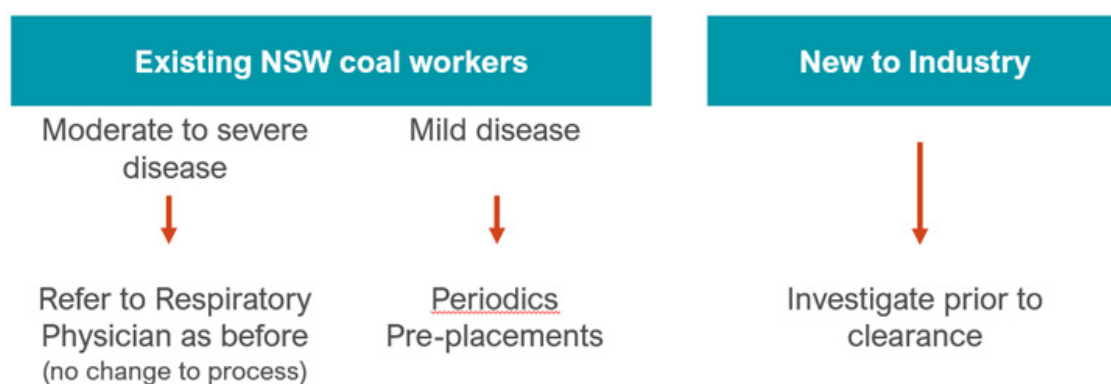 Existing NSW coal workers
New to Industry
Moderate to severe
disease
Mild disease
Refer to Respiratory
Physician as before
(no change to process)
Periodics
Pre-placements
Investigate prior to
clearance